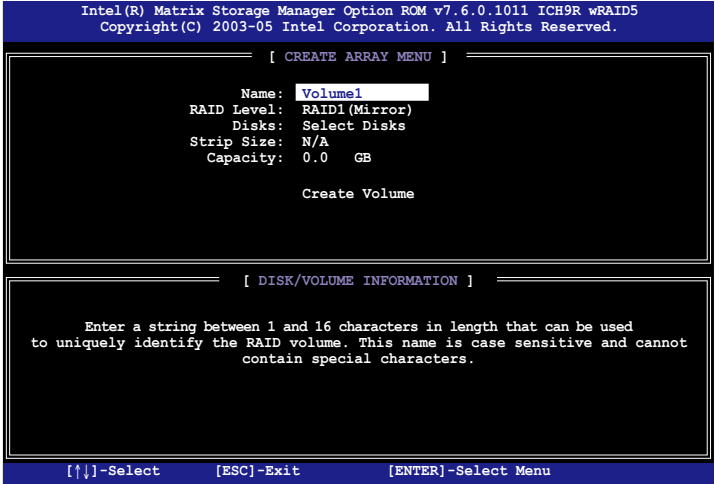 Intel(R) Matrix Storage Manager Option ROM v7.6.0.1011 ICH9R wRAID5
Copyright(C) 2003-05 Intel Corporation. All Rights Reserved.
[ CREATE ARRAY MENU ]
Name: Volume1
RAID Level: RAID1(Mirror)
Disks: Select Disks
Strip Size: N/A
Capacity: 0.0 GB
Create Volume
[ DISK/VOLUME INFORMATION ]
Enter a string between 1 and 16 characters in length that can be used
to uniquely identify the RAID volume. This name is case sensitive and cannot
contain special characters.
[↑↓]-Select [ESC]-Exit [ENTER]-Select Menu